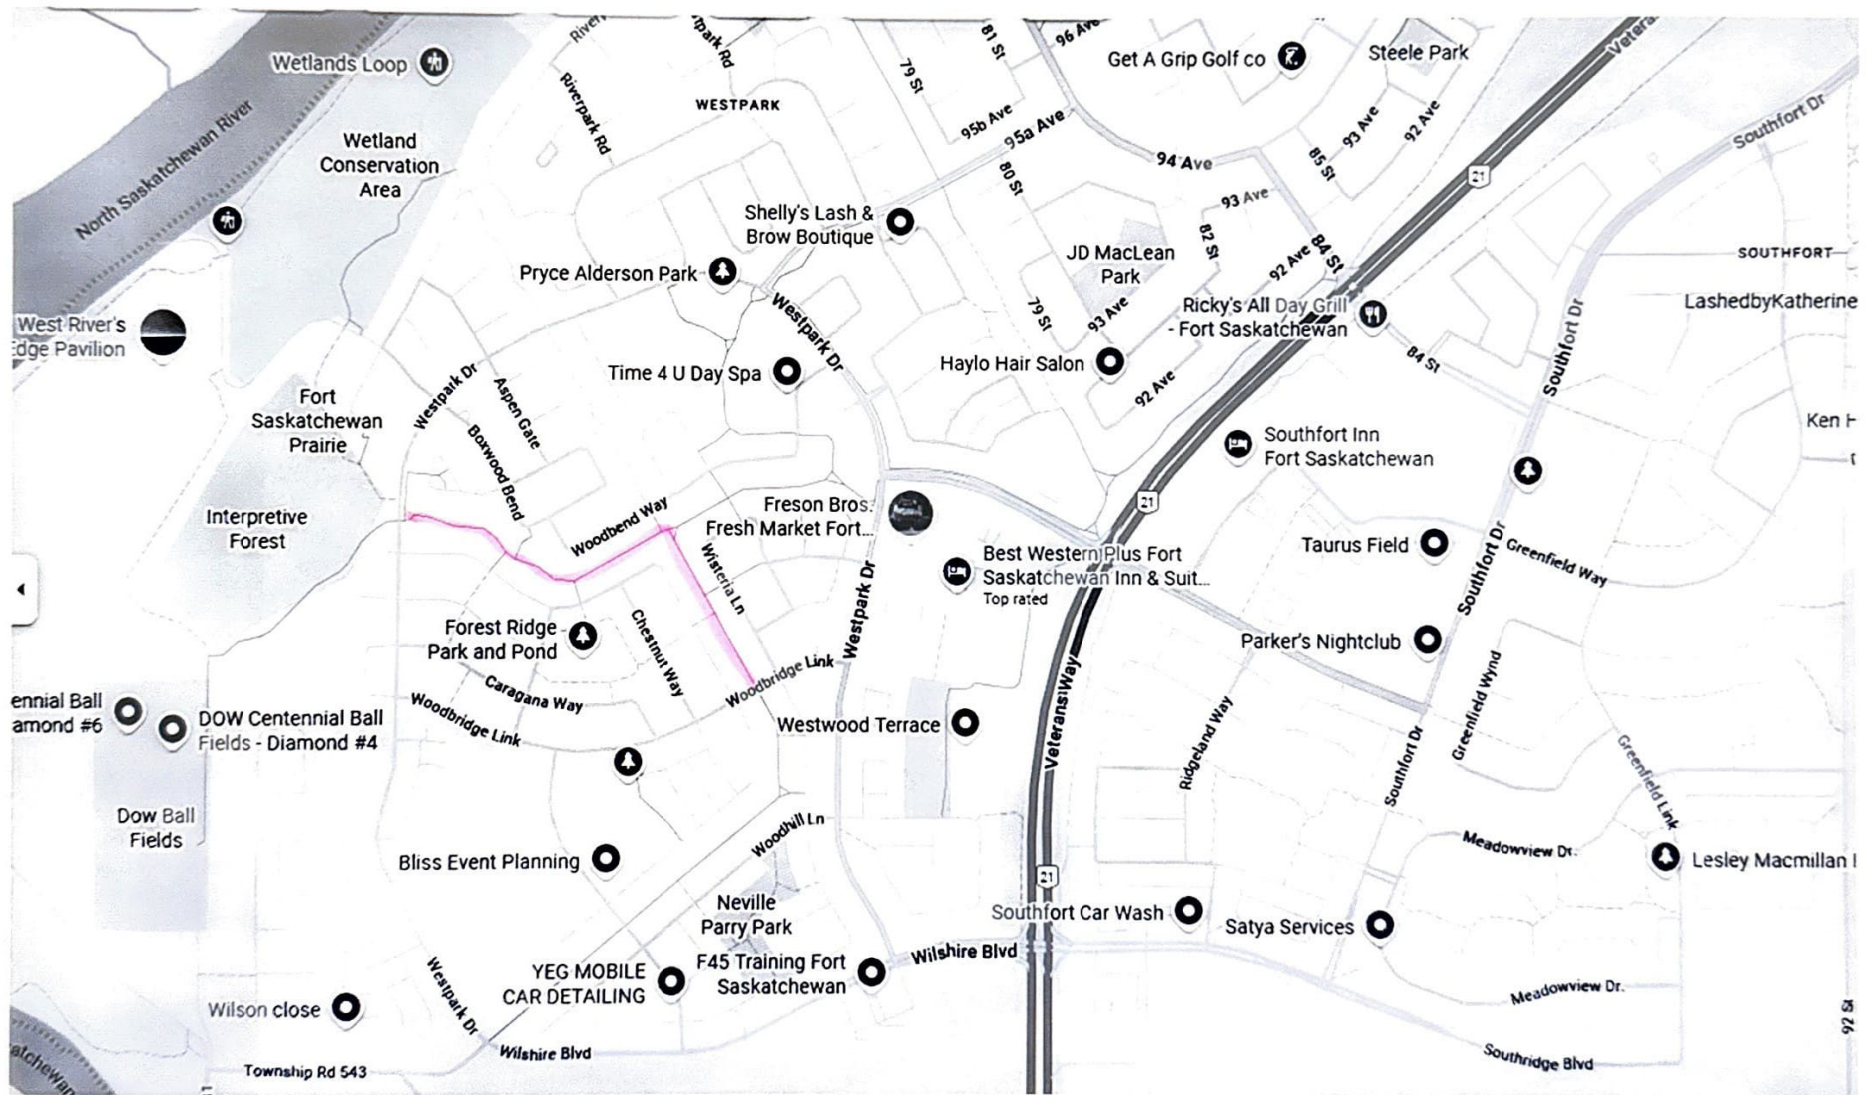 Wetlands Loop
North Saskatchewan River
Wetland
Conservation
Area
Riverpark Rd
WESTPARK
79 St
81 St
96 Ave
95b Ave
95a Ave
80 St
94 Ave
Get A Grip Golf co
Steele Park
93 Ave
92 Ave
85 St
21
Southfort Dr
93 Ave
82 St
92 Ave
84 St
JD MacLean
Park
93 Ave
79 St
Shelly's Lash &
Brow Boutique
Pryce Alderson Park
Westpark Dr
Time 4 U Day Spa
Haylo Hair Salon
92 Ave
Ricky's All Day Grill
- Fort Saskatchewan
84 St
Southfort Dr
SOUTHFORT
LashedbyKatherine
West River's
Edge Pavilion
Fort
Saskatchewan
Prairie
Westpark Dr
Aspen Gate
Boxwood Bend
Interpretive
Forest
Woodbend Way
Freson Bros.
Fresh Market Fort...
Wisteria Ln
Best Western Plus Fort
Saskatchewan Inn & Suit...
Top rated
21
Southfort Inn
Fort Saskatchewan
Ken H
Taurus Field
Southfort Dr
Greenfield Way
Parker's Nightclub
Greenfield Wynd
Forest Ridge
Park and Pond
Chestnut Way
Westpark Dr
Woodbridge Link
Caragana Way
Woodbridge Link
ennial Ball
amond #6
DOW Centennial Ball
Fields - Diamond #4
Westwood Terrace
Veterans Way
Ridgeland Way
Southfort Dr
Greenfield Link
Dow Ball
Fields
Bliss Event Planning
Woodhill Ln
21
Meadowview Dr.
Lesley Macmillan
Neville
Parry Park
Southfort Car Wash
Satya Services
Wilshire Blvd
F45 Training Fort
Saskatchewan
YEG MOBILE
CAR DETAILING
Wilson close
Westpark Dr
Wilshire Blvd
Township Rd 543
Meadowview Dr.
Southridge Blvd
92 St